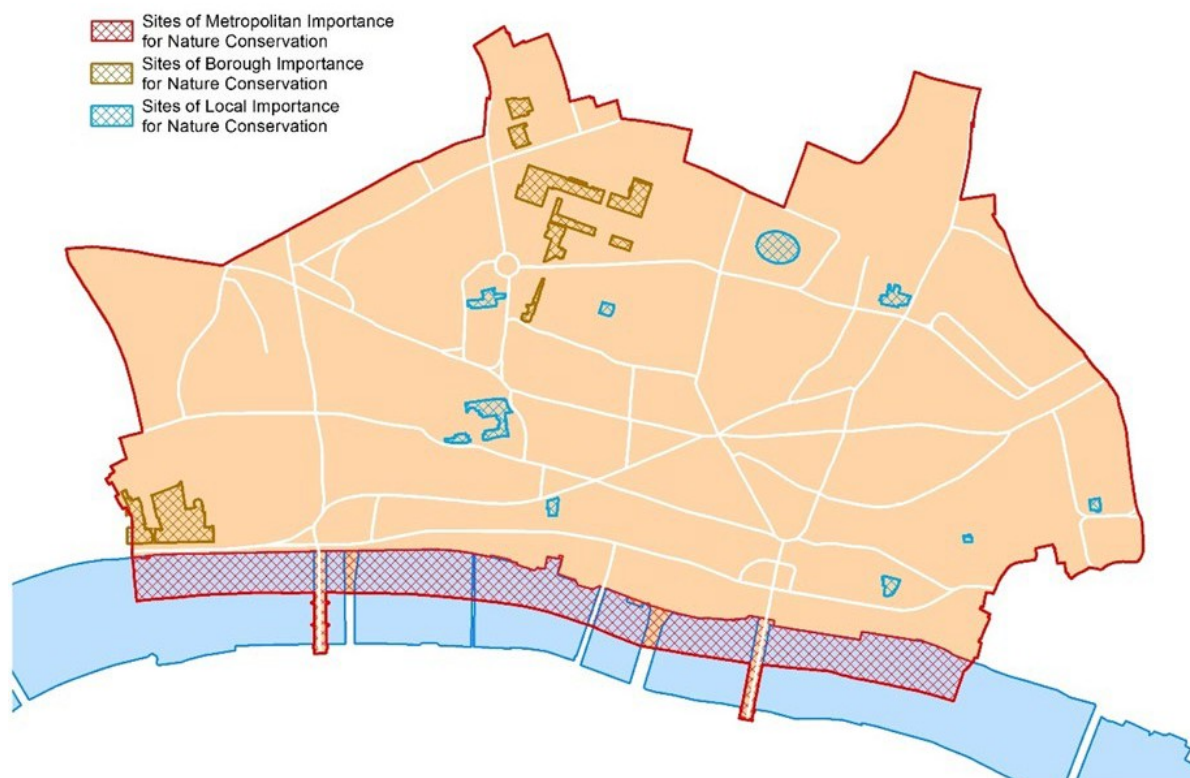 Sites of Metropolitan Importance
for Nature Conservation
Sites of Borough Importance
for Nature Conservation
Sites of Local Importance
for Nature Conservation